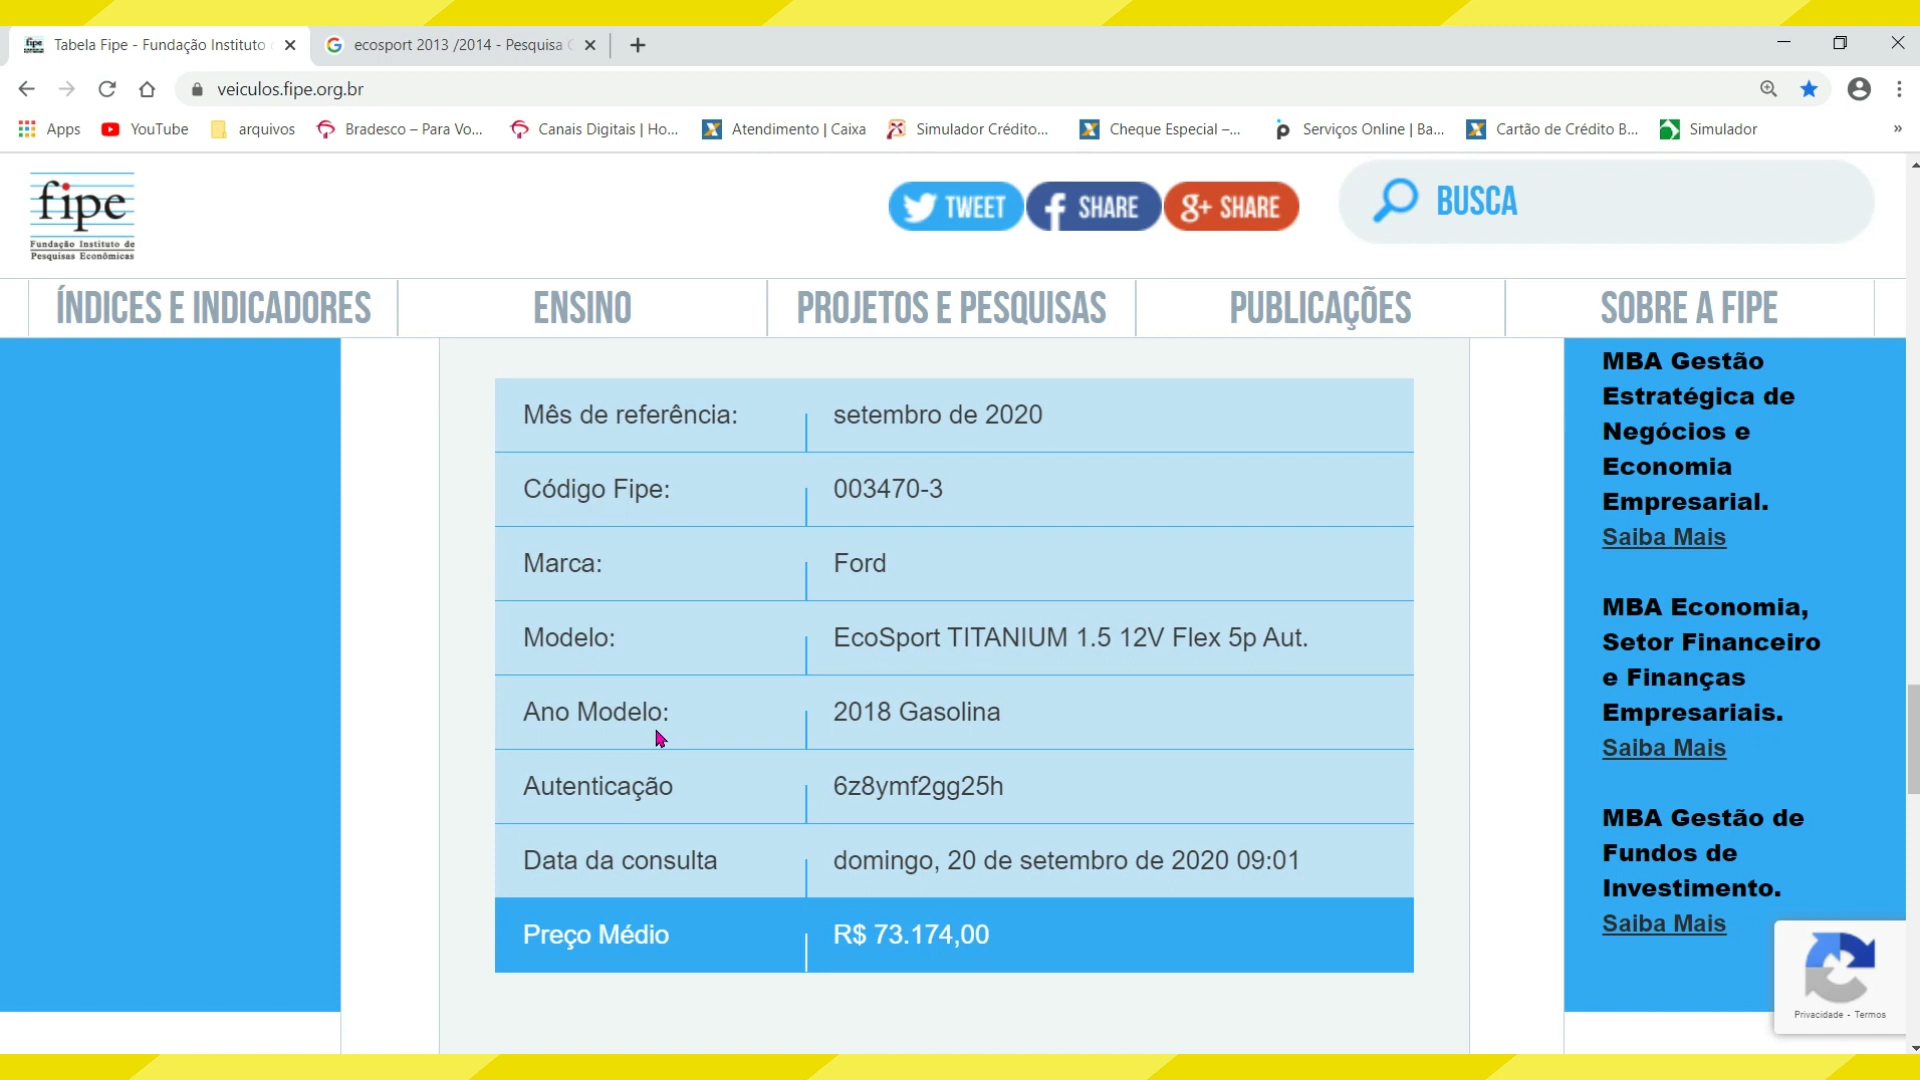 Tabela Fipe - Fundação Instituto
ecosport 2013 /2014 - Pesquisa
veiculos.fipe.org.br
Apps
YouTube
arquivos
Bradesco – Para Vo...
Canais Digitais | Ho...
Atendimento | Caixa
Simulador Crédito...
Cheque Especial –...
Serviços Online | Ba...
Cartão de Crédito B...
Simulador
»
fipe
Fundação Instituto de
Pesquisas Econômicas
TWEET
SHARE
g+ SHARE
BUSCA
ÍNDICES E INDICADORES
ENSINO
PROJETOS E PESQUISAS
PUBLICAÇÕES
SOBRE A FIPE
Mês de referência: setembro de 2020
Código Fipe: 003470-3
Marca: Ford
Modelo: EcoSport TITANIUM 1.5 12V Flex 5p Aut.
Ano Modelo: 2018 Gasolina
Autenticação 6z8ymf2gg25h
Data da consulta domingo, 20 de setembro de 2020 09:01
Preço Médio R$ 73.174,00
MBA Gestão
Estratégica de
Negócios e
Economia
Empresarial.
Saiba Mais
MBA Economia,
Setor Financeiro
e Finanças
Empresariais.
Saiba Mais
MBA Gestão de
Fundos de
Investimento.
Saiba Mais
Privacidade - Termos